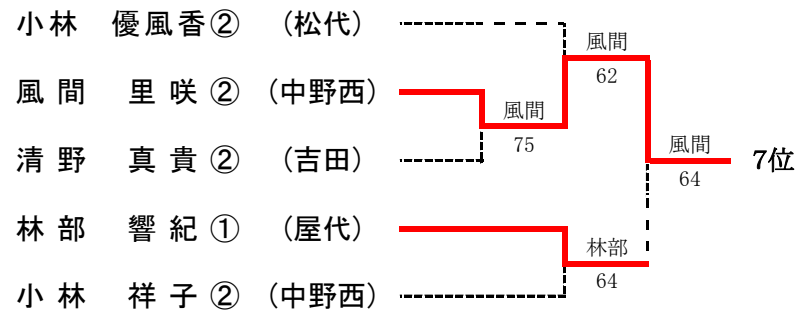 小林 優風香② （松代）
風間
62
風間 里咲② （中野西）
風間
75
清野 真貴② （吉田）
風間
64
7位
林部 響紀① （屋代）
林部
64
小林 祥子② （中野西）